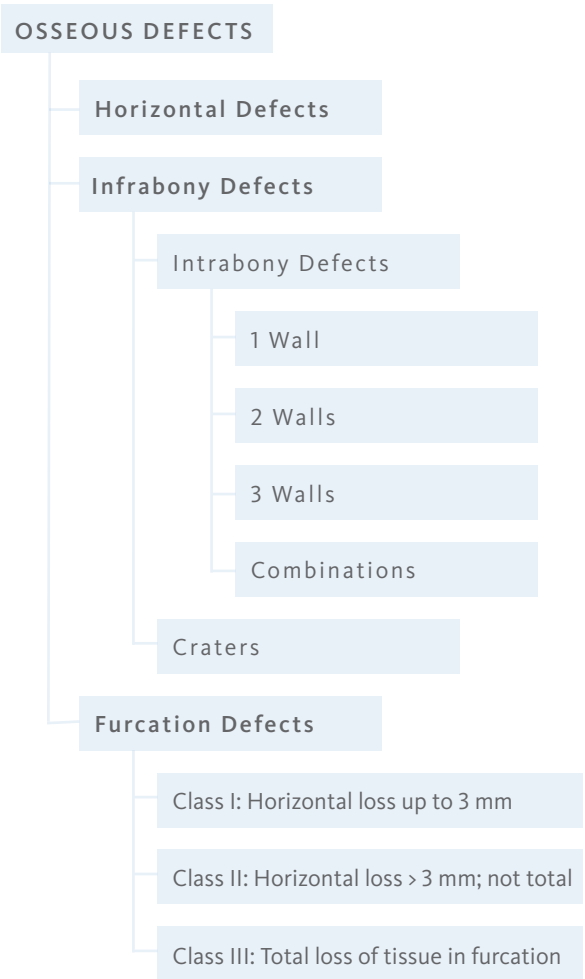 OSSEOUS DEFECTS
Horizontal Defects
Infrabony Defects
Intrabony Defects
1 Wall
2 Walls
3 Walls
Combinations
Craters
Furcation Defects
Class I: Horizontal loss up to 3 mm
Class II: Horizontal loss > 3 mm; not total
Class III: Total loss of tissue in furcation